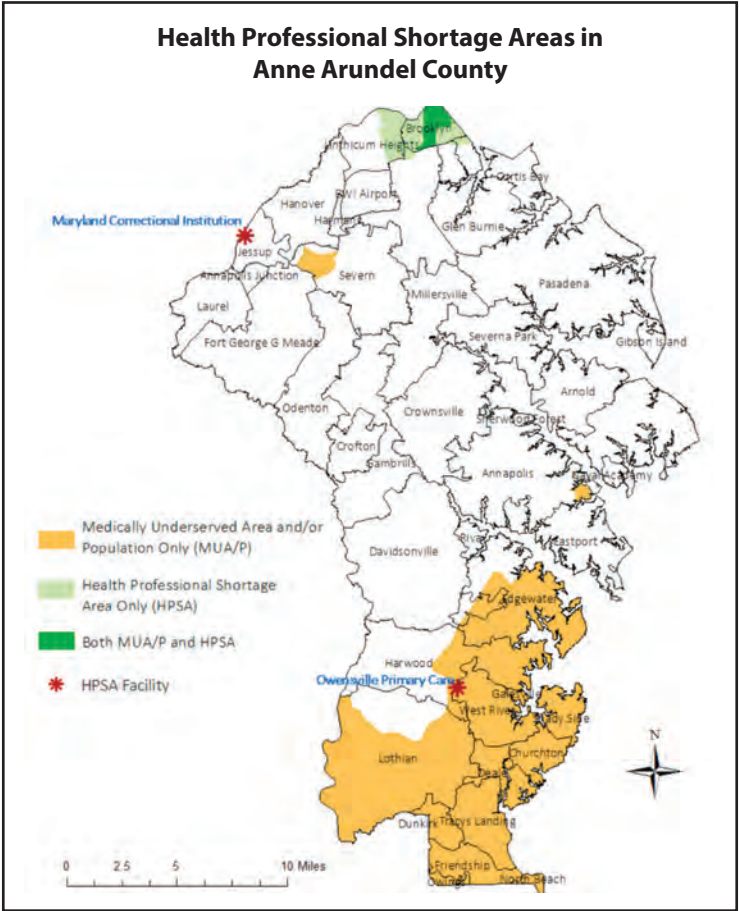 Health Professional Shortage Areas in
Anne Arundel County
Brooklyn
Linthicum Heights
Curtis Bay
BWI Airport
Hanover
Harmans
Maryland Correctional Institution
Glen Burnie
Jessup
Annapolis Junction
Severn
Pasadena
Millersville
Laurel
Severna Park
Fort George G Meade
Gibson Island
Arnold
Odenton
Crownsville
Sherwood Forest
Crofton
Gambrills
Annapolis
Naval Academy
Medically Underserved Area and/or
Population Only (MUA/P)
Riva
Eastport
Davidsonville
Health Professional Shortage
Area Only (HPSA)
Edgewater
Both MUA/P and HPSA
Harwood
HPSA Facility
Owensville Primary Care
Galesville
West River
Shady Side
N
Churchton
Lothian
Deale
Dunkirk
Tracys Landing
0 2.5 5 10 Miles
Friendship
Owings
North Beach